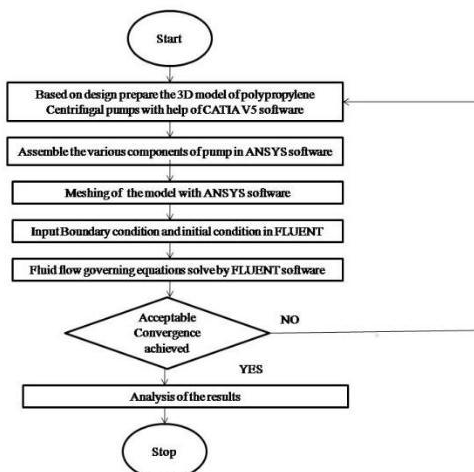 Start
Based on design prepare the 3D model of polypropylene
Centrifugal pumps with help of CATIA V5 software
Assemble the various components of pump in ANSYS software
Meshing of the model with ANSYS software
Input Boundary condition and initial condition in FLUENT
Fluid flow governing equations solve by FLUENT software
Acceptable
Convergence
achieved
NO
YES
Analysis of the results
Stop